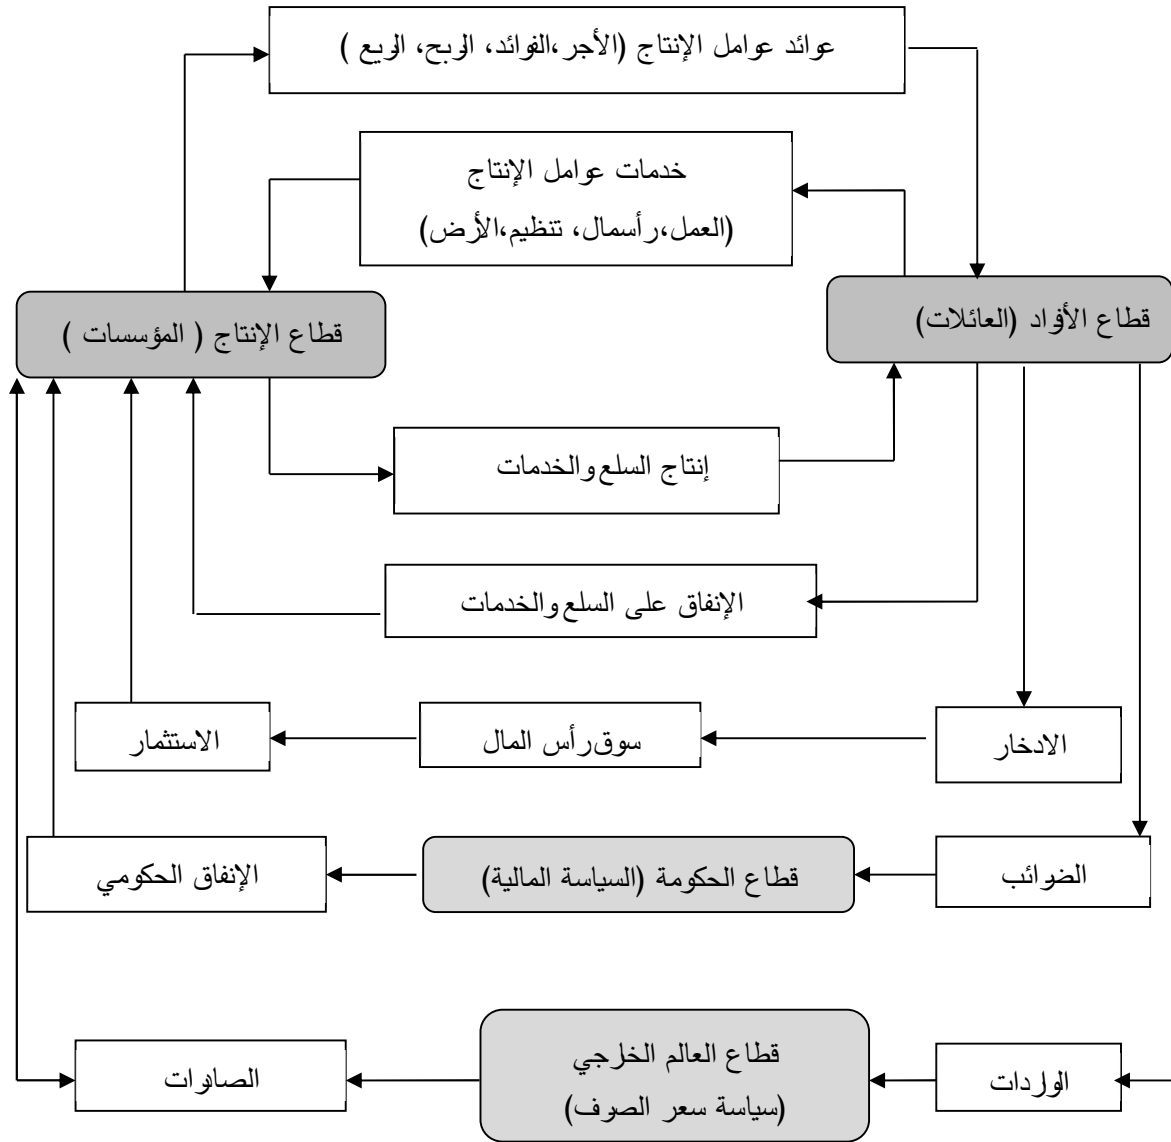 عوائد عوامل الإنتاج (الأجر،الفوائد، الربح، الريع )
خدمات عوامل الإنتاج
(العمل،رأسمال، تنظيم،الأرض)
قطاع الأفراد (العائلات)
قطاع الإنتاج ( المؤسسات )
إنتاج السلع والخدمات
الإنفاق على السلع والخدمات
الادخار
سوق رأس المال
الاستثمار
الضرائب
قطاع الحكومة (السياسة المالية)
الإنفاق الحكومي
الواردات
قطاع العالم الخارجي
(سياسة سعر الصرف)
الصادرات